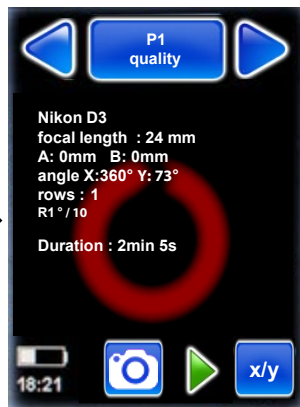 P1
quality
Nikon D3
focal length : 24 mm
A: 0mm B: 0mm
angle X:360° Y: 73°
rows : 1
R1 ° / 10
Duration : 2min 5s
18:21
x/y